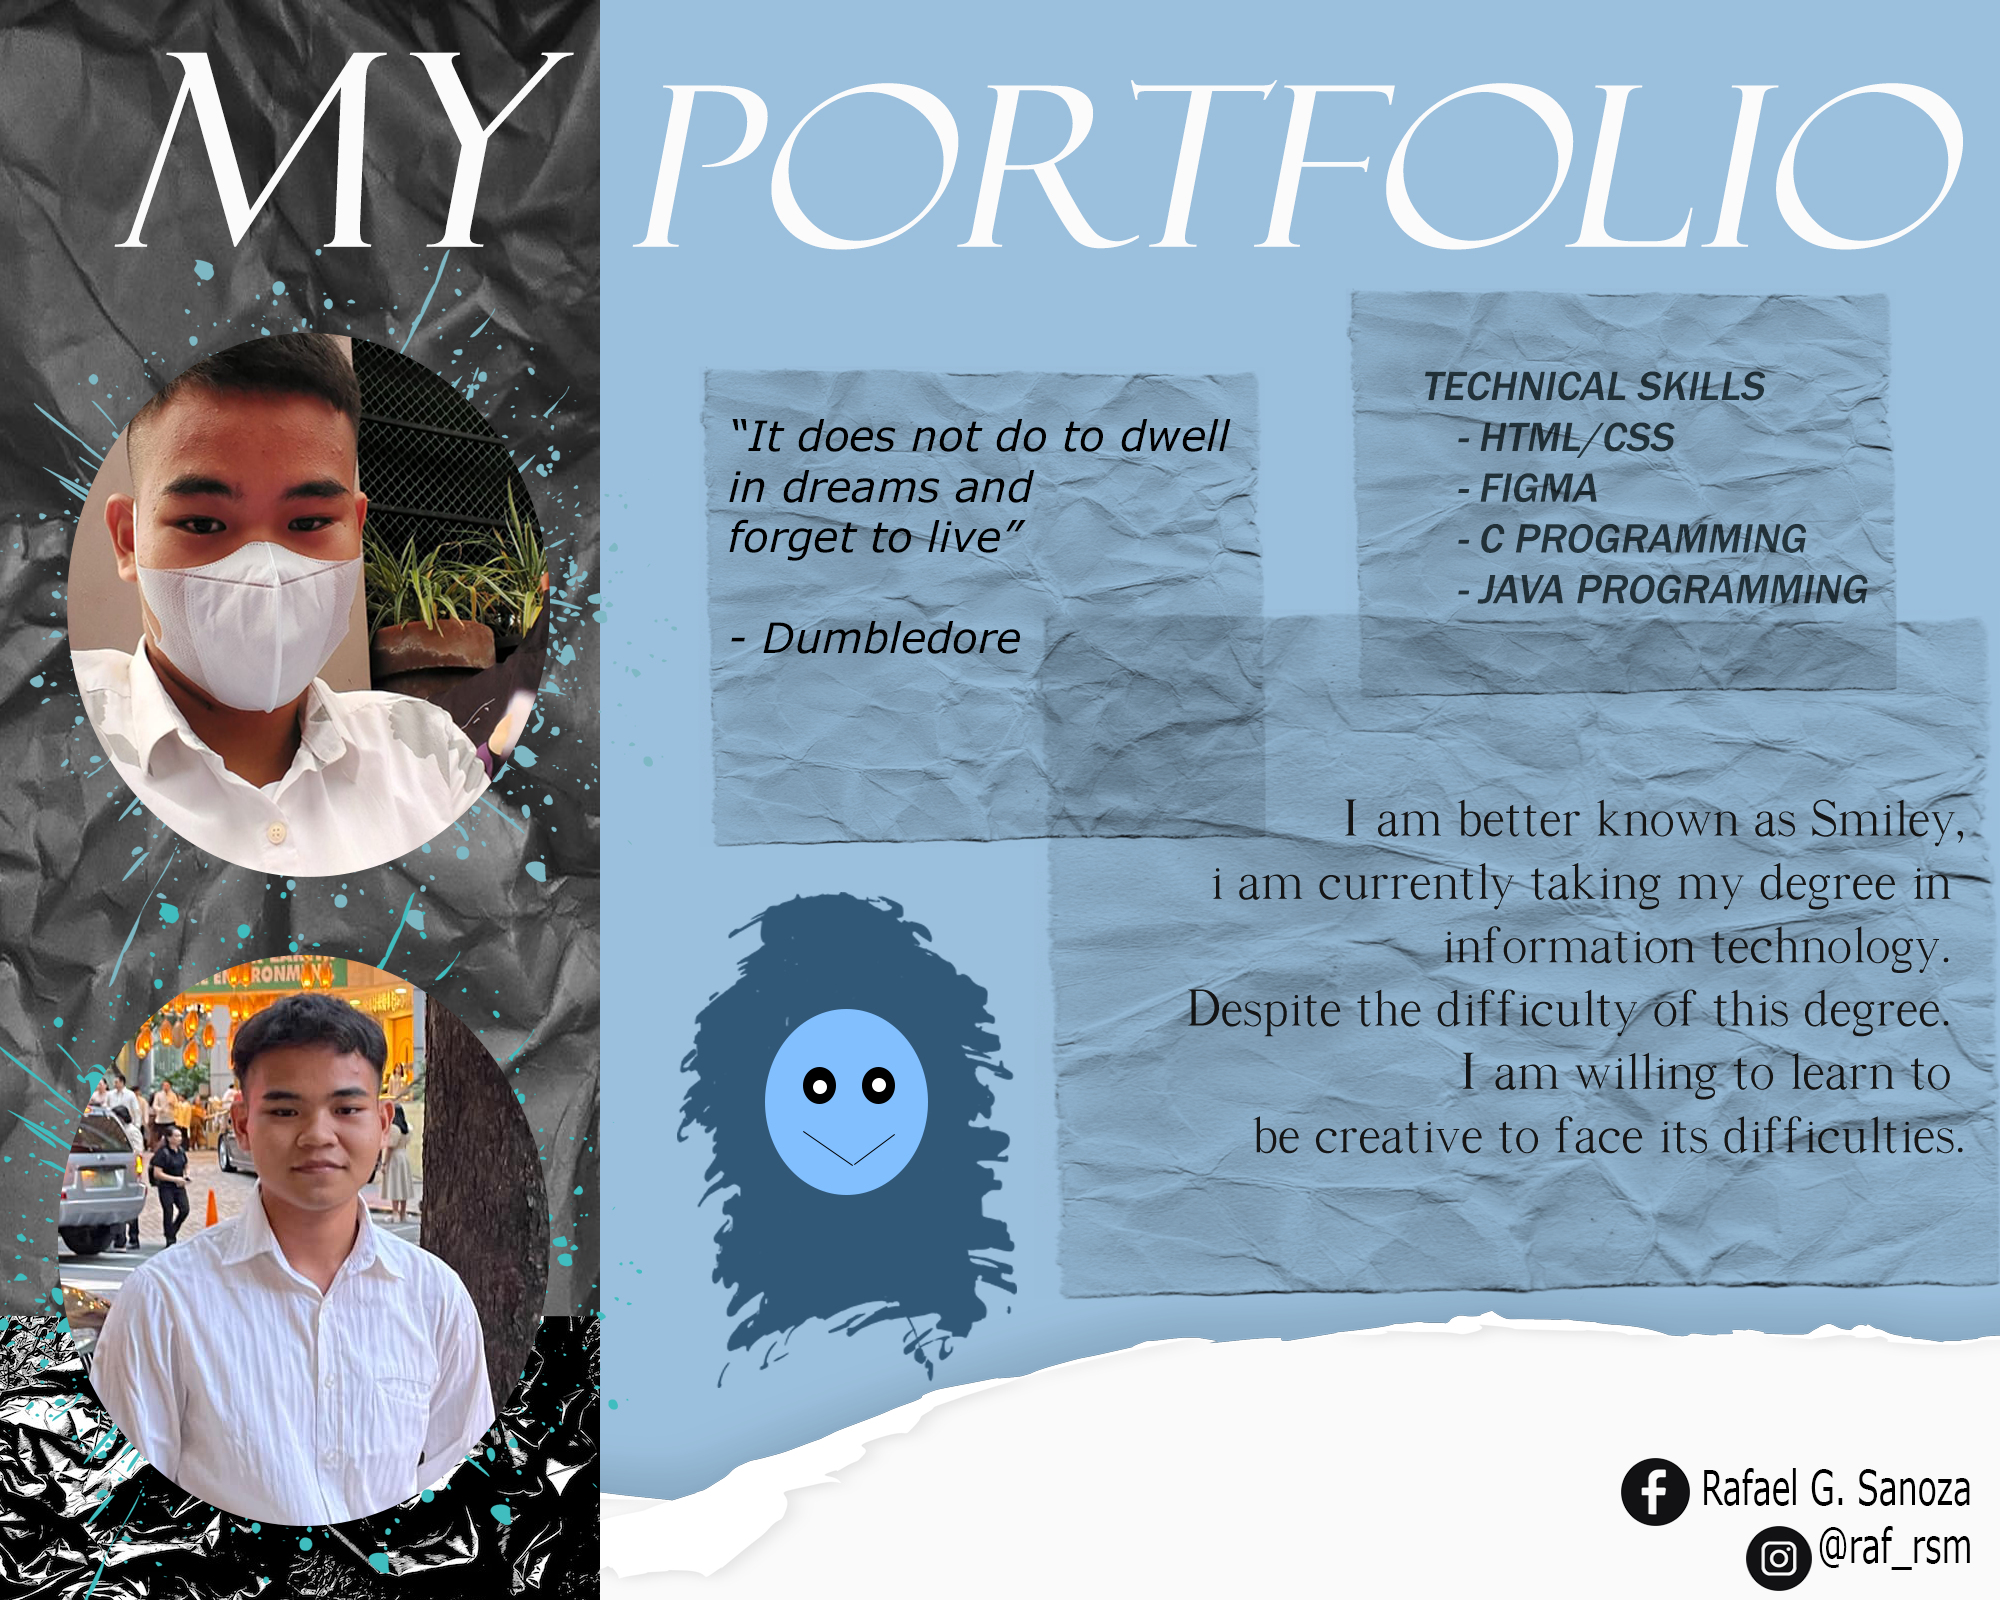 MY PORTFOLIO
“It does not do to dwell
in dreams and
forget to live”
- Dumbledore
TECHNICAL SKILLS
- HTML/CSS
- FIGMA
- C PROGRAMMING
- JAVA PROGRAMMING
I am better known as Smiley,
i am currently taking my degree in
information technology.
Despite the difficulty of this degree.
I am willing to learn to
be creative to face its difficulties.
Rafael G. Sanoza
@raf_rsm